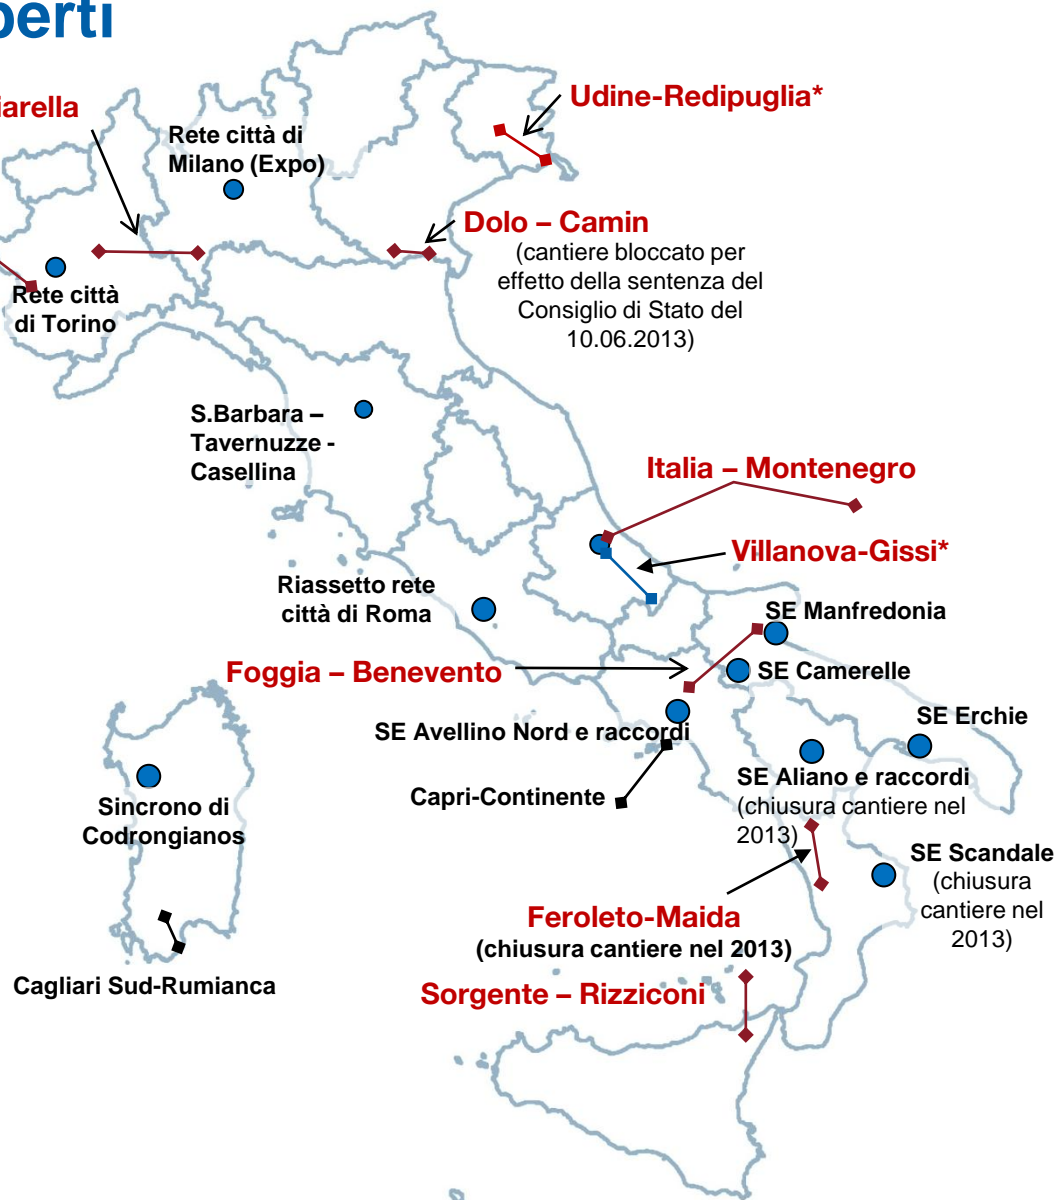 perti
iarella
Udine-Redipuglia*
Rete città di
Milano (Expo)
Dolo – Camin
(cantiere bloccato per
effetto della sentenza del
Consiglio di Stato del
10.06.2013)
Rete città
di Torino
S.Barbara –
Tavernuzze -
Casellina
Italia – Montenegro
Villanova-Gissi*
Riassetto rete
città di Roma
SE Manfredonia
Foggia – Benevento
SE Camerelle
SE Avellino Nord e raccordi
SE Erchie
SE Aliano e raccordi
(chiusura cantiere nel
2013)
Capri-Continente
Sincrono di
Codrongianos
SE Scandale
(chiusura
cantiere nel
2013)
Feroleto-Maida
(chiusura cantiere nel 2013)
Cagliari Sud-Rumianca
Sorgente – Rizziconi